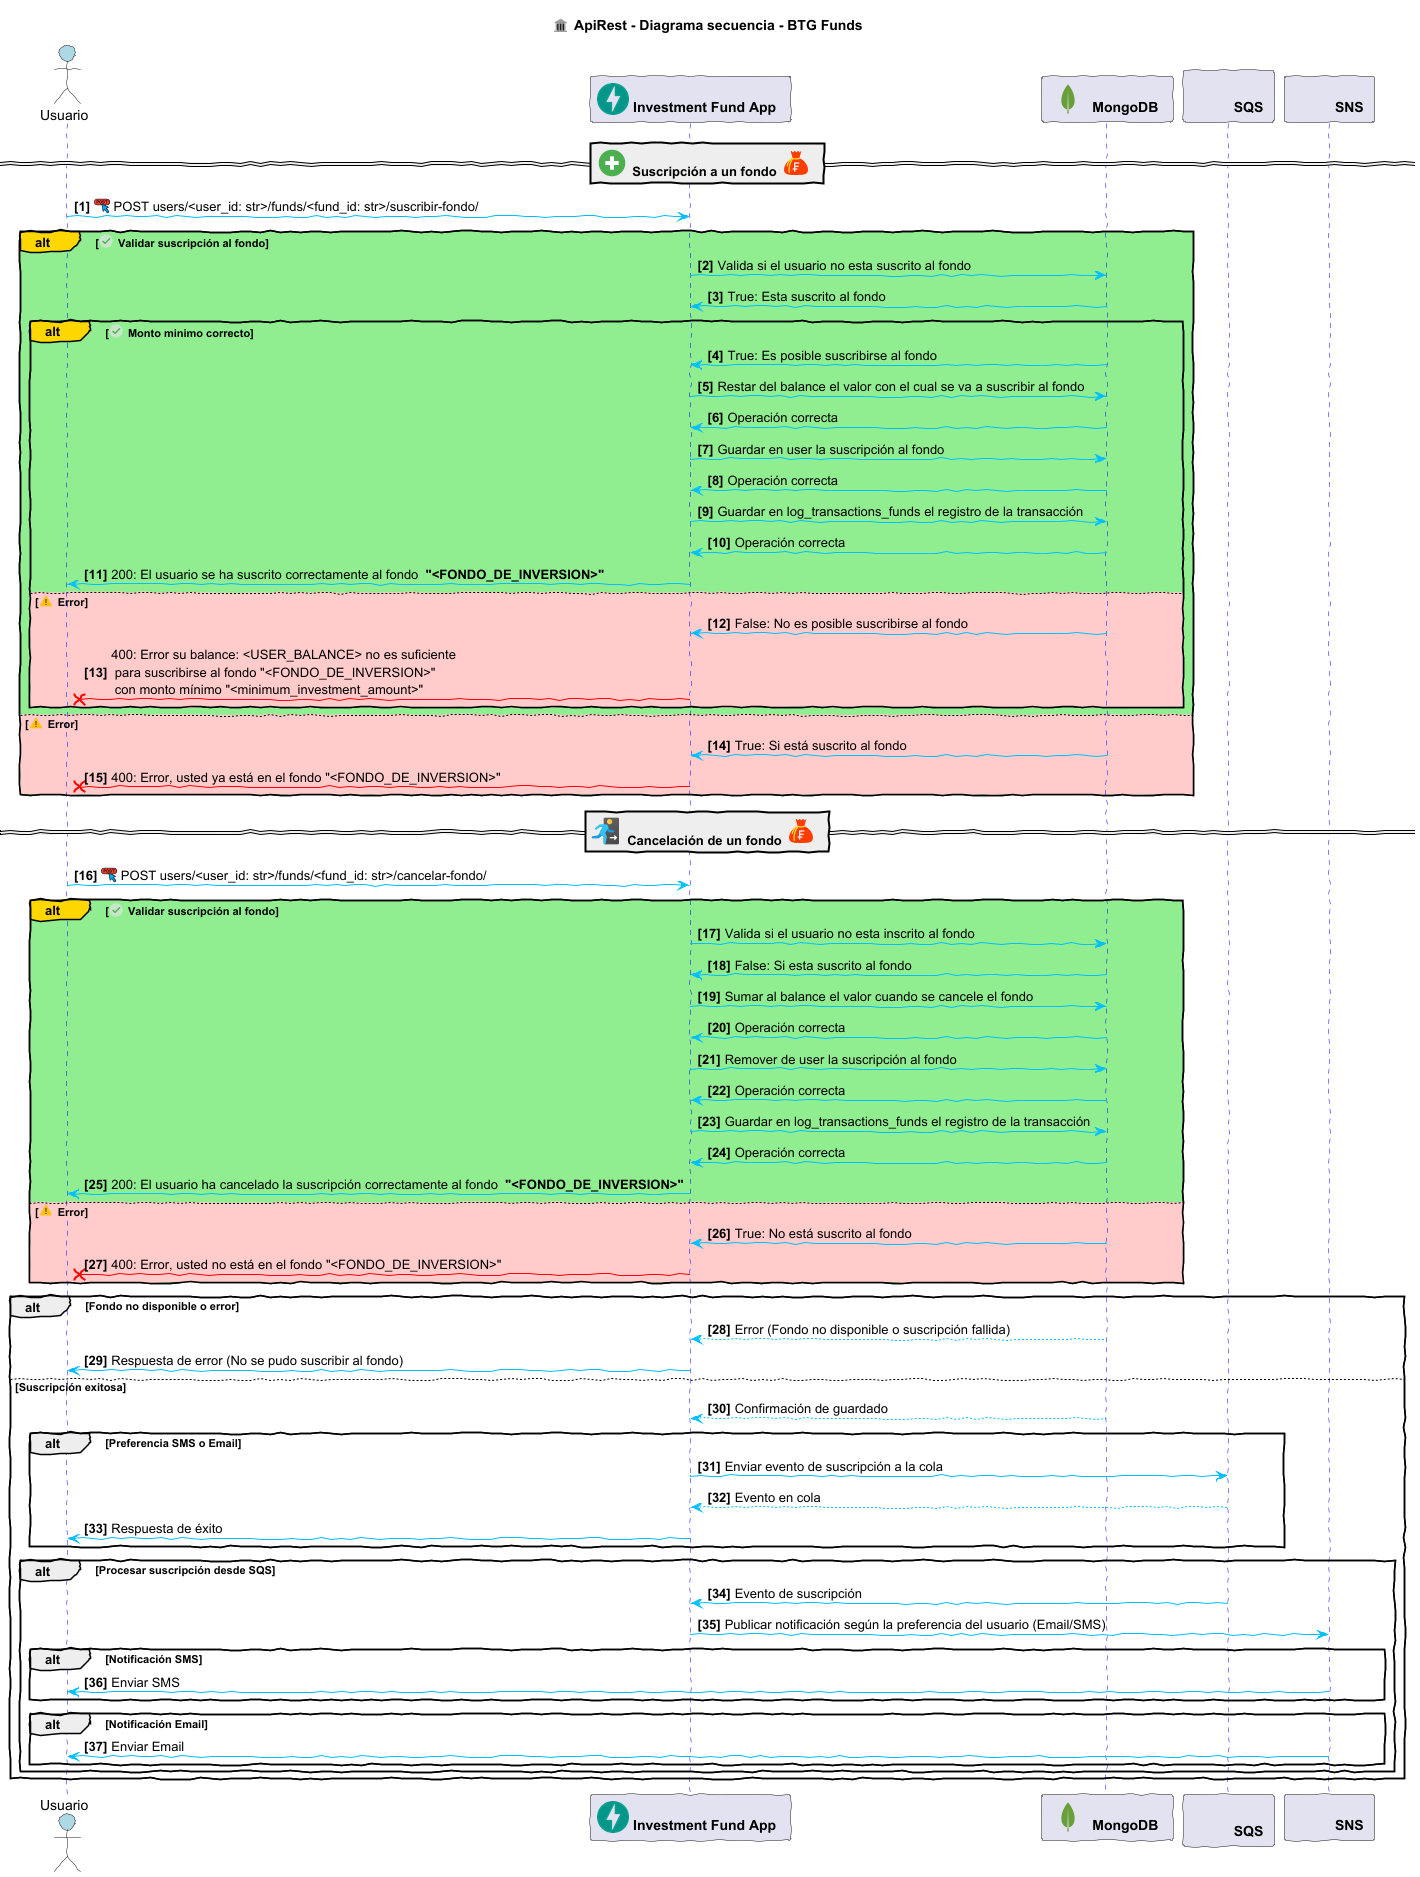 ApiRest - Diagrama secuencia - BTG Funds
Usuario
Investment Fund App
MongoDB
SQS
SNS
Suscripción a un fondo
[1] POST users/<user_id: str>/funds/<fund_id: str>/suscribir-fondo/
alt [ Validar suscripción al fondo]
[2] Valida si el usuario no esta suscrito al fondo
[3] True: Esta suscrito al fondo
alt [ Monto minimo correcto]
[4] True: Es posible suscribirse al fondo
[5] Restar del balance el valor con el cual se va a suscribir al fondo
[6] Operación correcta
[7] Guardar en user la suscripción al fondo
[8] Operación correcta
[9] Guardar en log_transactions_funds el registro de la transacción
[10] Operación correcta
[11] 200: El usuario se ha suscrito correctamente al fondo "<FONDO_DE_INVERSION>"
[ Error]
[12] False: No es posible suscribirse al fondo
400: Error su balance: <USER_BALANCE> no es suficiente
[13] para suscribirse al fondo "<FONDO_DE_INVERSION>"
con monto mínimo "<minimum_investment_amount>"
[ Error]
[14] True: Si está suscrito al fondo
[15] 400: Error, usted ya está en el fondo "<FONDO_DE_INVERSION>"
Cancelación de un fondo
[16] POST users/<user_id: str>/funds/<fund_id: str>/cancelar-fondo/
alt [ Validar suscripción al fondo]
[17] Valida si el usuario no esta inscrito al fondo
[18] False: Si esta suscrito al fondo
[19] Sumar al balance el valor cuando se cancele el fondo
[20] Operación correcta
[21] Remover de user la suscripción al fondo
[22] Operación correcta
[23] Guardar en log_transactions_funds el registro de la transacción
[24] Operación correcta
[25] 200: El usuario ha cancelado la suscripción correctamente al fondo "<FONDO_DE_INVERSION>"
[ Error]
[26] True: No está suscrito al fondo
[27] 400: Error, usted no está en el fondo "<FONDO_DE_INVERSION>"
alt [Fondo no disponible o error]
[28] Error (Fondo no disponible o suscripción fallida)
[29] Respuesta de error (No se pudo suscribir al fondo)
[Suscripción exitosa]
[30] Confirmación de guardado
alt [Preferencia SMS o Email]
[31] Enviar evento de suscripción a la cola
[32] Evento en cola
[33] Respuesta de éxito
alt [Procesar suscripción desde SQS]
[34] Evento de suscripción
[35] Publicar notificación según la preferencia del usuario (Email/SMS)
alt [Notificación SMS]
[36] Enviar SMS
alt [Notificación Email]
[37] Enviar Email
Usuario
Investment Fund App
MongoDB
SQS
SNS